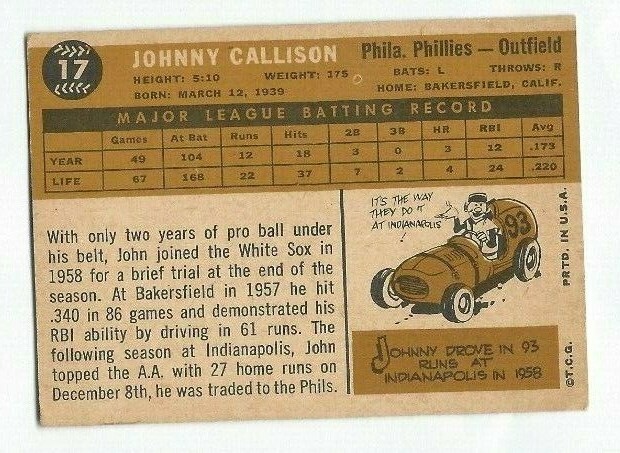 17
JOHNNY CALLISON Phila. Phillies — Outfield
HEIGHT: 5:10 WEIGHT: 175 BATS: L THROWS: R
BORN: MARCH 12, 1939 HOME: BAKERSFIELD, CALIF.
MAJOR LEAGUE BATTING RECORD
Games At Bat Runs Hits 2B 3B HR RBI Avg
YEAR 49 104 12 18 3 0 3 12 .173
LIFE 67 168 22 37 7 2 4 24 .220
With only two years of pro ball under
his belt, John joined the White Sox in
1958 for a brief trial at the end of the
season. At Bakersfield in 1957 he hit
.340 in 86 games and demonstrated his
RBI ability by driving in 61 runs. The
following season at Indianapolis, John
topped the A.A. with 27 home runs on
December 8th, he was traded to the Phils.
IT'S THE WAY
THEY DO IT
AT INDIANAPOLIS
!
93
JOHNNY DROVE IN 93
RUNS AT
INDIANAPOLIS IN 1958
©T.C.G. PRTD. IN U.S.A.